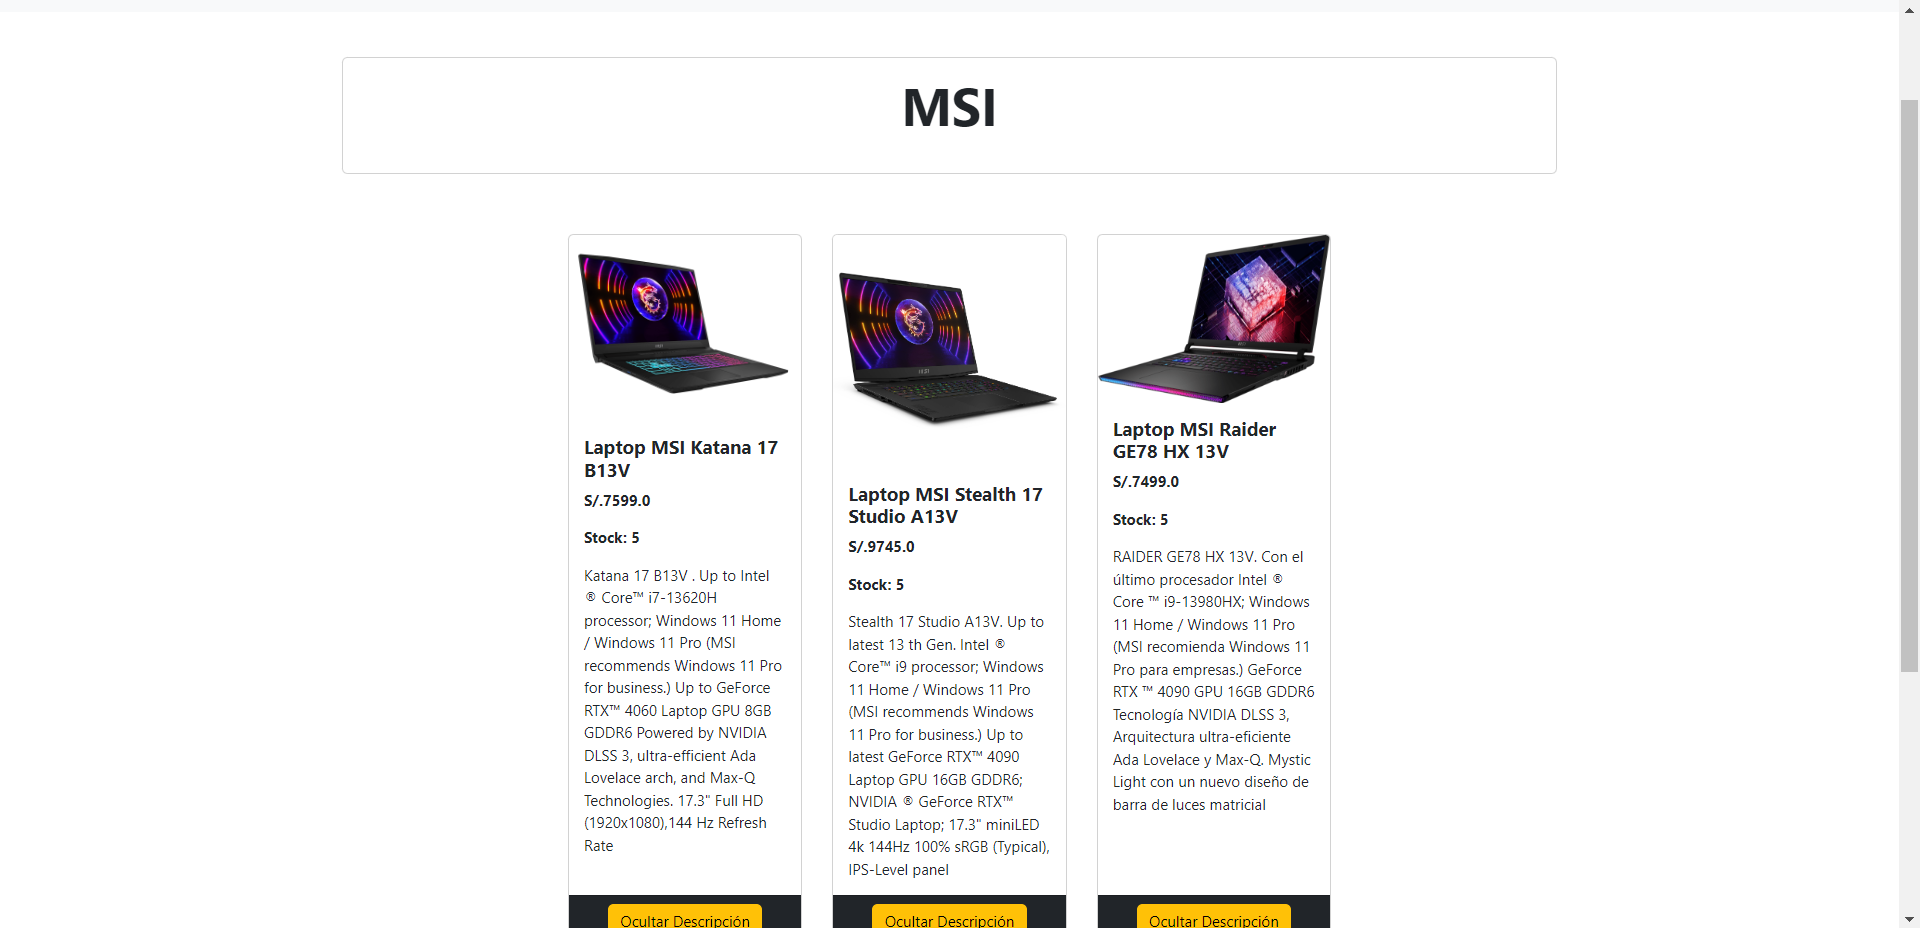 MSI
Laptop MSI Katana 17
B13V
S/.7599.0
Stock: 5
Katana 17 B13V . Up to Intel
® Core™ i7-13620H
processor; Windows 11 Home
/ Windows 11 Pro (MSI
recommends Windows 11 Pro
for business.) Up to GeForce
RTX™ 4060 Laptop GPU 8GB
GDDR6 Powered by NVIDIA
DLSS 3, ultra-efficient Ada
Lovelace arch, and Max-Q
Technologies. 17.3" Full HD
(1920x1080),144 Hz Refresh
Rate
Ocultar Descripción
Laptop MSI Stealth 17
Studio A13V
S/.9745.0
Stock: 5
Stealth 17 Studio A13V. Up to
latest 13 th Gen. Intel ®
Core™ i9 processor; Windows
11 Home / Windows 11 Pro
(MSI recommends Windows
11 Pro for business.) Up to
latest GeForce RTX™ 4090
Laptop GPU 16GB GDDR6;
NVIDIA ® GeForce RTX™
Studio Laptop; 17.3" miniLED
4k 144Hz 100% sRGB (Typical),
IPS-Level panel
Ocultar Descripción
Laptop MSI Raider
GE78 HX 13V
S/.7499.0
Stock: 5
RAIDER GE78 HX 13V. Con el
último procesador Intel ®
Core ™ i9-13980HX; Windows
11 Home / Windows 11 Pro
(MSI recomienda Windows 11
Pro para empresas.) GeForce
RTX ™ 4090 GPU 16GB GDDR6
Tecnología NVIDIA DLSS 3,
Arquitectura ultra-eficiente
Ada Lovelace y Max-Q. Mystic
Light con un nuevo diseño de
barra de luces matricial
Ocultar Descripción